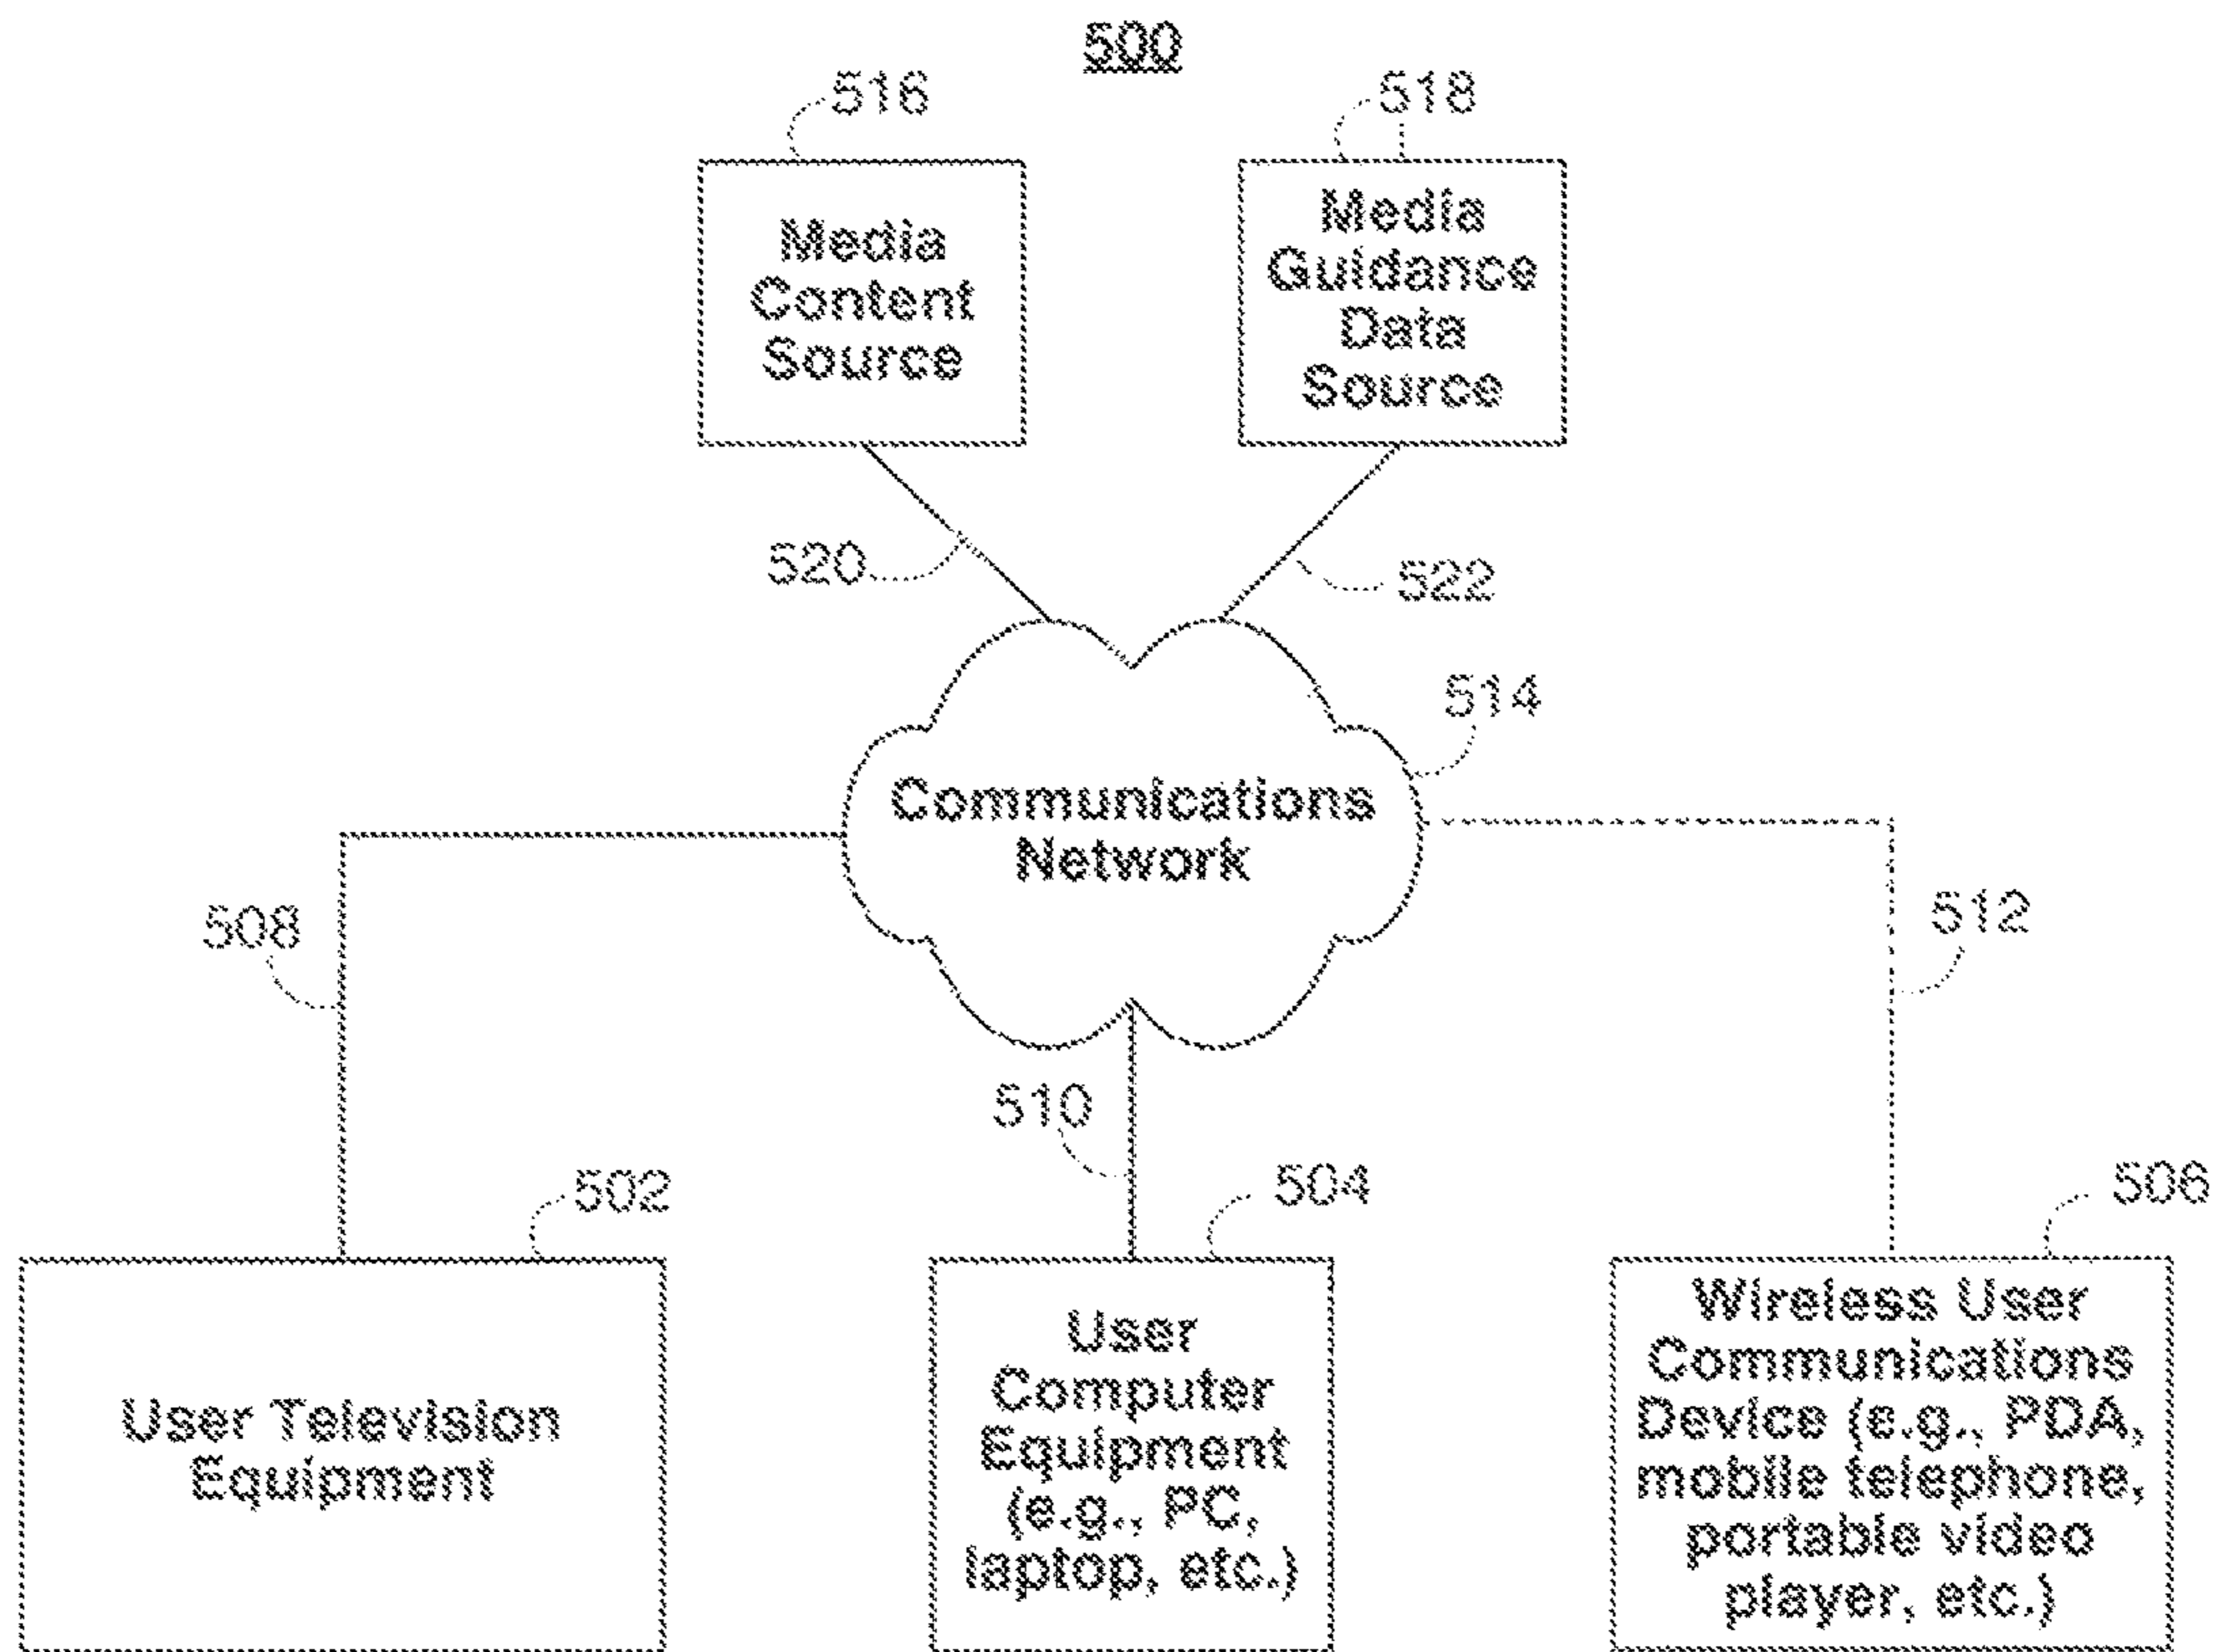 500
516
518
Media
Content
Source
Media
Guidance
Data
Source
520
522
514
Communications
Network
508
512
510
502
504
506
User Television
Equipment
User
Computer
Equipment
(e.g., PC,
laptop, etc.)
Wireless User
Communications
Device (e.g., PDA,
mobile telephone,
portable video
player, etc.)